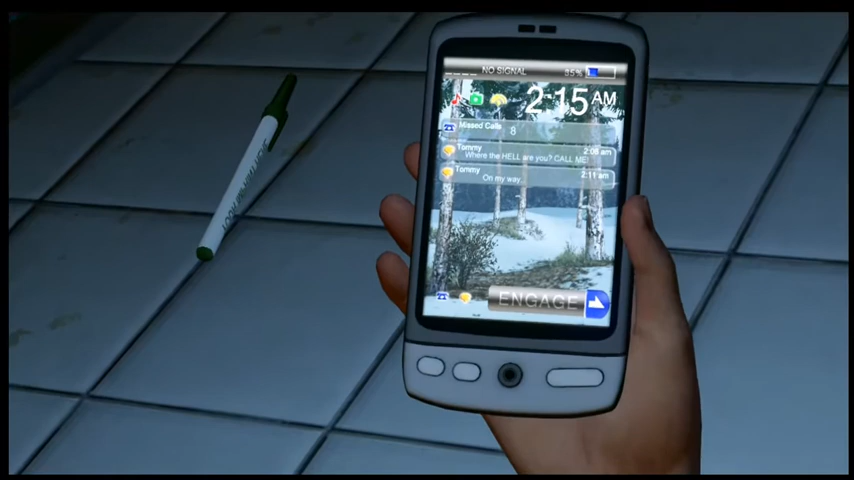 NO SIGNAL 85%
2:15 AM
Missed Calls 8
Tommy 2:08 am
Where the HELL are you? CALL ME!
Tommy 2:11 am
On my way.
ENGAGE